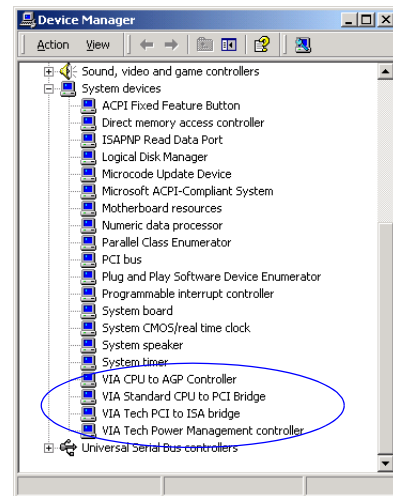 Device Manager
Action View
Sound, video and game controllers
System devices
ACPI Fixed Feature Button
Direct memory access controller
ISAPNP Read Data Port
Logical Disk Manager
Microcode Update Device
Microsoft ACPI-Compliant System
Motherboard resources
Numeric data processor
Parallel Class Enumerator
PCI bus
Plug and Play Software Device Enumerator
Programmable interrupt controller
System board
System CMOS/real time clock
System speaker
System timer
VIA CPU to AGP Controller
VIA Standard CPU to PCI Bridge
VIA Tech PCI to ISA bridge
VIA Tech Power Management controller
Universal Serial Bus controllers